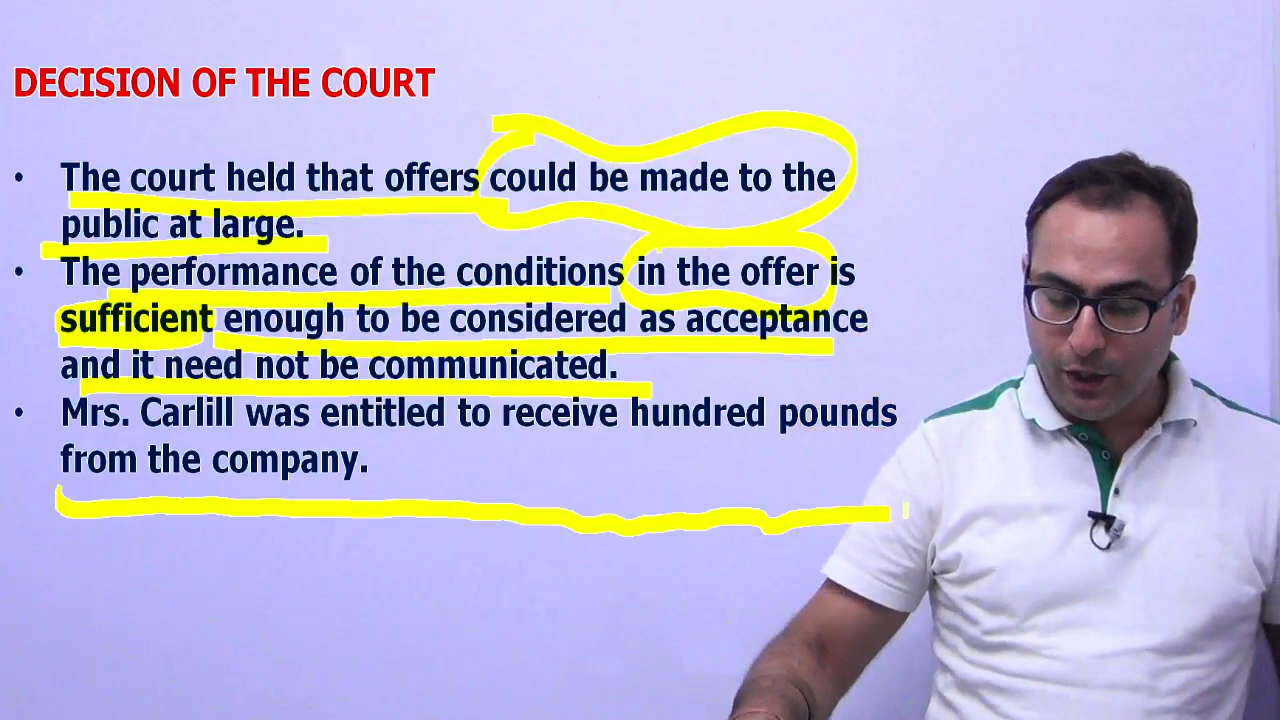 DECISION OF THE COURT
• The court held that offers could be made to the
public at large.
• The performance of the conditions in the offer is
sufficient enough to be considered as acceptance
and it need not be communicated.
• Mrs. Carlill was entitled to receive hundred pounds
from the company.